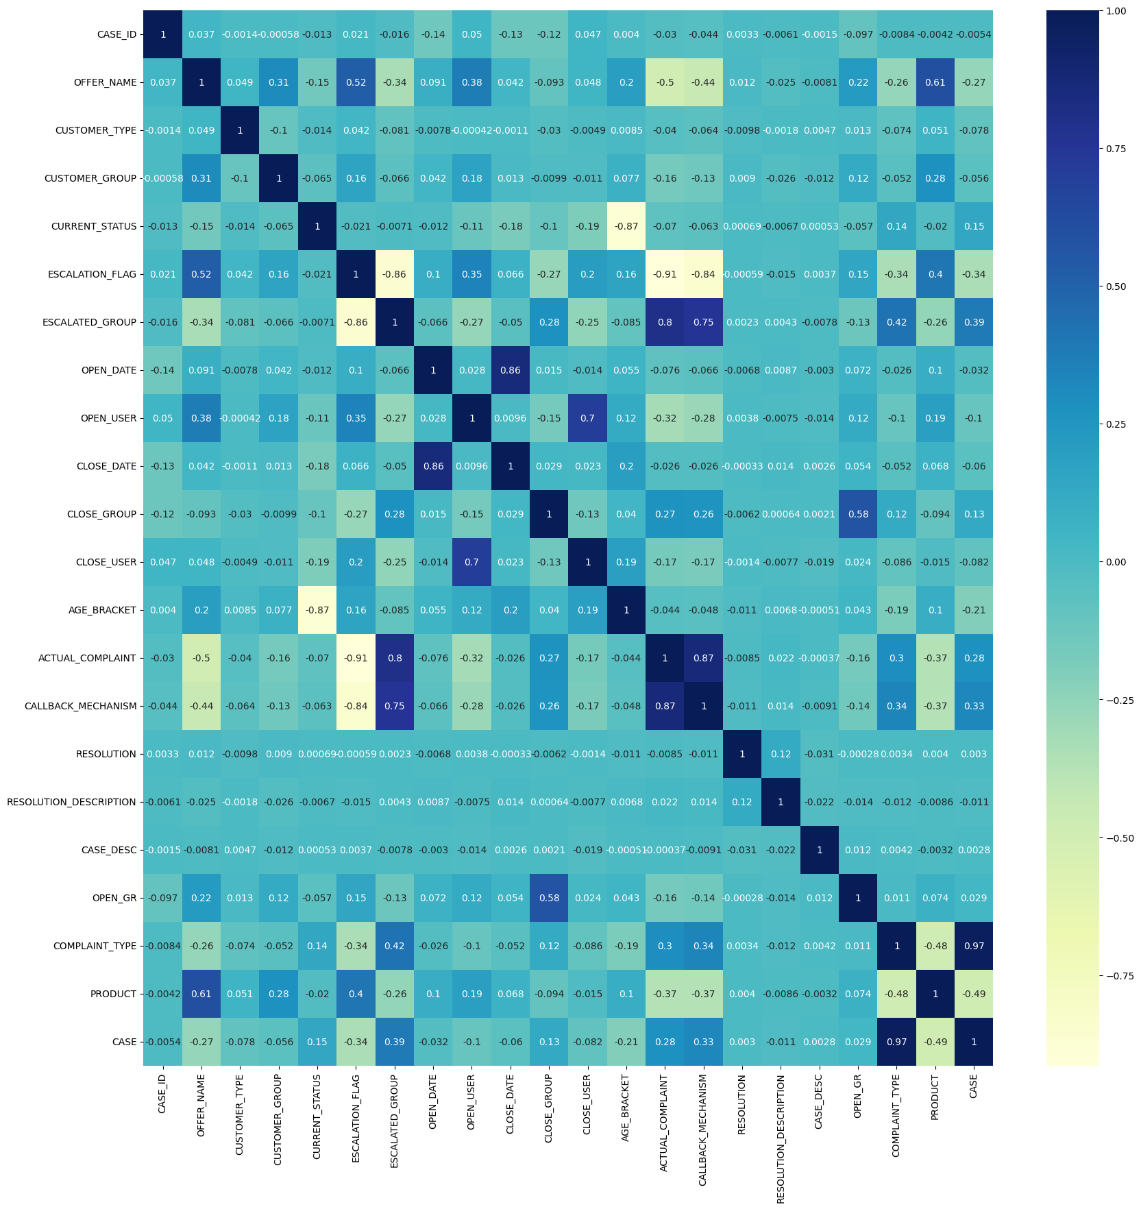 CASE_ID 1 0.037 -0.0014 -0.00058 -0.013 0.021 -0.016 -0.14 0.05 -0.13 -0.12 0.047 0.004 -0.03 -0.044 0.0033 -0.0061 -0.0015 -0.097 -0.0084 -0.0042 -0.0054
OFFER_NAME 0.037 1 0.049 0.31 -0.15 0.52 -0.34 0.091 0.38 0.042 -0.093 0.048 0.2 -0.5 -0.44 0.012 -0.025 -0.0081 0.22 -0.26 0.61 -0.27
CUSTOMER_TYPE -0.0014 0.049 1 -0.1 -0.014 0.042 -0.081 -0.0078 -0.00042 -0.0011 -0.03 -0.0049 0.0085 -0.04 -0.064 -0.0098 -0.0018 0.0047 0.013 -0.074 0.051 -0.078
CUSTOMER_GROUP -0.00058 0.31 -0.1 1 -0.065 0.16 -0.066 0.042 0.18 0.013 -0.0099 -0.011 0.077 -0.16 -0.13 0.009 -0.026 -0.012 0.12 -0.052 0.28 -0.056
CURRENT_STATUS -0.013 -0.15 -0.014 -0.065 1 -0.021 -0.0071 -0.012 -0.11 -0.18 -0.1 -0.19 -0.87 -0.07 -0.063 0.00069 -0.0067 0.00053 -0.057 0.14 -0.02 0.15
ESCALATION_FLAG 0.021 0.52 0.042 0.16 -0.021 1 -0.86 0.1 0.35 0.066 -0.27 0.2 0.16 -0.91 -0.84 -0.00059 -0.015 0.0037 0.15 -0.34 0.4 -0.34
ESCALATED_GROUP -0.016 -0.34 -0.081 -0.066 -0.0071 -0.86 1 -0.066 -0.27 -0.05 0.28 -0.25 -0.085 0.8 0.75 0.0023 0.0043 -0.0078 -0.13 0.42 -0.26 0.39
OPEN_DATE -0.14 0.091 -0.0078 0.042 -0.012 0.1 -0.066 1 0.028 0.86 0.015 -0.014 0.055 -0.076 -0.066 -0.0068 0.0087 -0.003 0.072 -0.026 0.1 -0.032
OPEN_USER 0.05 0.38 -0.00042 0.18 -0.11 0.35 -0.27 0.028 1 0.0096 -0.15 0.7 0.12 -0.32 -0.28 0.0038 -0.0075 -0.014 0.12 -0.1 0.19 -0.1
CLOSE_DATE -0.13 0.042 -0.0011 0.013 -0.18 0.066 -0.05 0.86 0.0096 1 0.029 0.023 0.2 -0.026 -0.026 -0.00033 0.014 0.0026 0.054 -0.052 0.068 -0.06
CLOSE_GROUP -0.12 -0.093 -0.03 -0.0099 -0.1 -0.27 0.28 0.015 -0.15 0.029 1 -0.13 0.04 0.27 0.26 -0.0062 0.00064 0.0021 0.58 0.12 -0.094 0.13
CLOSE_USER 0.047 0.048 -0.0049 -0.011 -0.19 0.2 -0.25 -0.014 0.7 0.023 -0.13 1 0.19 -0.17 -0.17 -0.0014 -0.0077 -0.019 0.024 -0.086 -0.015 -0.082
AGE_BRACKET 0.004 0.2 0.0085 0.077 -0.87 0.16 -0.085 0.055 0.12 0.2 0.04 0.19 1 -0.044 -0.048 -0.011 0.0068 -0.00051 0.043 -0.19 0.1 -0.21
ACTUAL_COMPLAINT -0.03 -0.5 -0.04 -0.16 -0.07 -0.91 0.8 -0.076 -0.32 -0.026 0.27 -0.17 -0.044 1 0.87 -0.0085 0.022 -0.00037 -0.16 0.3 -0.37 0.28
CALLBACK_MECHANISM -0.044 -0.44 -0.064 -0.13 -0.063 -0.84 0.75 -0.066 -0.28 -0.026 0.26 -0.17 -0.048 0.87 1 -0.011 0.014 -0.0091 -0.14 0.34 -0.37 0.33
RESOLUTION 0.0033 0.012 -0.0098 0.009 0.00069 -0.00059 0.0023 -0.0068 0.0038 -0.00033 -0.0062 -0.0014 -0.011 -0.0085 -0.011 1 0.12 -0.031 -0.00028 0.0034 0.004 0.003
RESOLUTION_DESCRIPTION -0.0061 -0.025 -0.0018 -0.026 -0.0067 -0.015 0.0043 0.0087 -0.0075 0.014 0.00064 -0.0077 0.0068 0.022 0.014 0.12 1 -0.022 -0.014 -0.012 -0.0086 -0.011
CASE_DESC -0.0015 -0.0081 0.0047 -0.012 0.00053 0.0037 -0.0078 -0.003 -0.014 0.0026 0.0021 -0.019 -0.00051 -0.00037 -0.0091 -0.031 -0.022 1 0.012 0.0042 -0.0032 0.0028
OPEN_GR -0.097 0.22 0.013 0.12 -0.057 0.15 -0.13 0.072 0.12 0.054 0.58 0.024 0.043 -0.16 -0.14 -0.00028 -0.014 0.012 1 0.011 0.074 0.029
COMPLAINT_TYPE -0.0084 -0.26 -0.074 -0.052 0.14 -0.34 0.42 -0.026 -0.1 -0.052 0.12 -0.086 -0.19 0.3 0.34 0.0034 -0.012 0.0042 0.011 1 -0.48 0.97
PRODUCT -0.0042 0.61 0.051 0.28 -0.02 0.4 -0.26 0.1 0.19 0.068 -0.094 -0.015 0.1 -0.37 -0.37 0.004 -0.0086 -0.0032 0.074 -0.48 1 -0.49
CASE -0.0054 -0.27 -0.078 -0.056 0.15 -0.34 0.39 -0.032 -0.1 -0.06 0.13 -0.082 -0.21 0.28 0.33 0.003 -0.011 0.0028 0.029 0.97 -0.49 1
CASE_ID
OFFER_NAME
CUSTOMER_TYPE
CUSTOMER_GROUP
CURRENT_STATUS
ESCALATION_FLAG
ESCALATED_GROUP
OPEN_DATE
OPEN_USER
CLOSE_DATE
CLOSE_GROUP
CLOSE_USER
AGE_BRACKET
ACTUAL_COMPLAINT
CALLBACK_MECHANISM
RESOLUTION
RESOLUTION_DESCRIPTION
CASE_DESC
OPEN_GR
COMPLAINT_TYPE
PRODUCT
CASE
1.00
0.75
0.50
0.25
0.00
−0.25
−0.50
−0.75